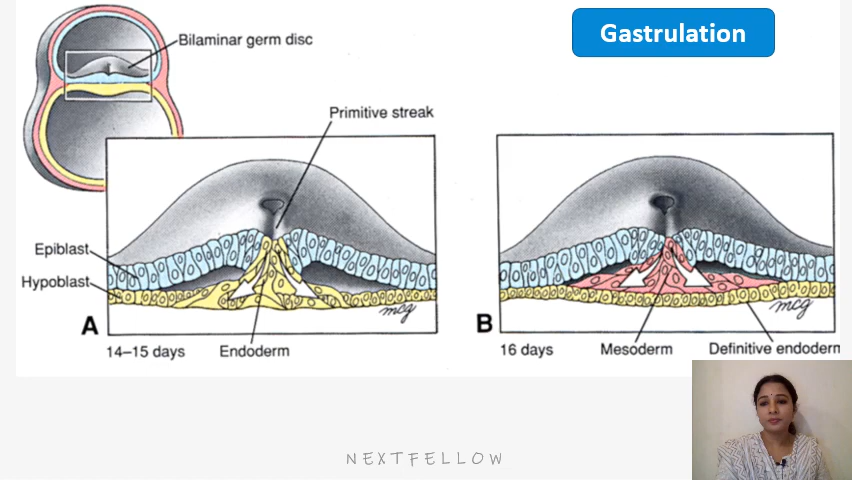 Gastrulation
Bilaminar germ disc
Primitive streak
Epiblast
Hypoblast
mcg
A
14–15 days
Endoderm
mcg
B
16 days
Mesoderm
Definitive endoderm
NEXTFELLOW